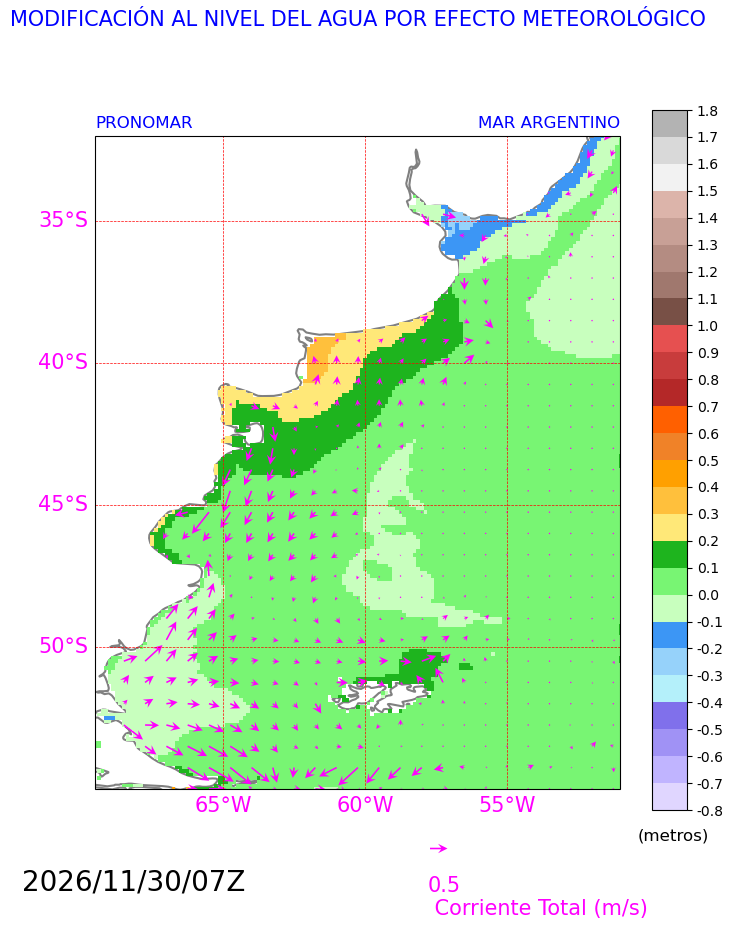 MODIFICACIÓN AL NIVEL DEL AGUA POR EFECTO METEOROLÓGICO
PRONOMAR
MAR ARGENTINO
35°S
40°S
45°S
50°S
65°W
60°W
55°W
1.8
1.7
1.6
1.5
1.4
1.3
1.2
1.1
1.0
0.9
0.8
0.7
0.6
0.5
0.4
0.3
0.2
0.1
0.0
-0.1
-0.2
-0.3
-0.4
-0.5
-0.6
-0.7
-0.8
(metros)
2026/11/30/07Z
0.5
Corriente Total (m/s)